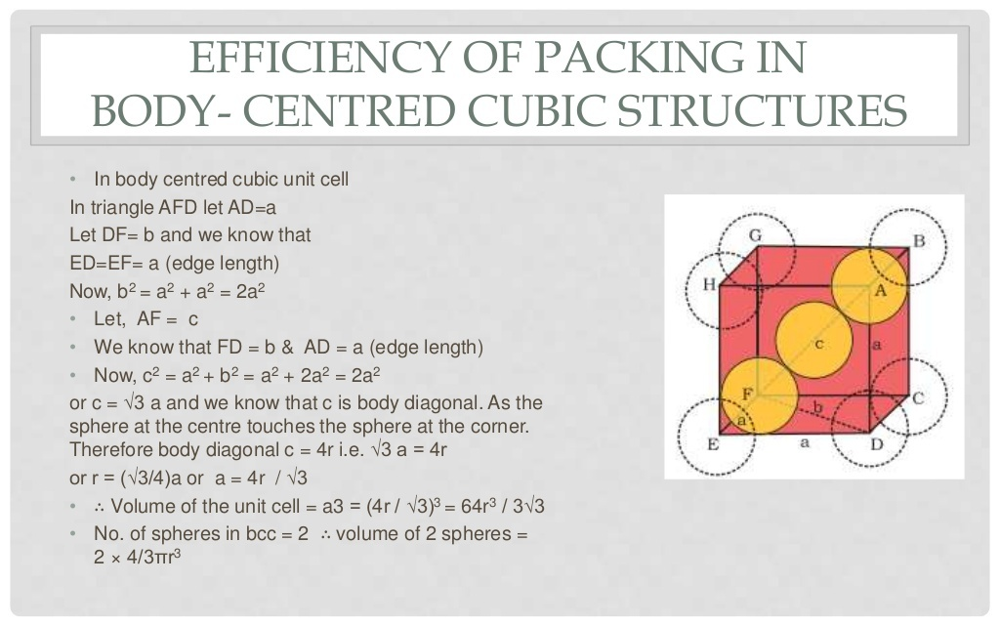 EFFICIENCY OF PACKING IN
BODY- CENTRED CUBIC STRUCTURES
• In body centred cubic unit cell
In triangle AFD let AD=a
Let DF= b and we know that
ED=EF= a (edge length)
Now, b² = a² + a² = 2a²
• Let, AF = c
• We know that FD = b & AD = a (edge length)
• Now, c² = a² + b² = a² + 2a² = 2a²
or c = √3 a and we know that c is body diagonal. As the
sphere at the centre touches the sphere at the corner.
Therefore body diagonal c = 4r i.e. √3 a = 4r
or r = (√3/4)a or a = 4r / √3
• ∴ Volume of the unit cell = a3 = (4r / √3)³ = 64r³ / 3√3
• No. of spheres in bcc = 2 ∴ volume of 2 spheres =
2 × 4/3πr³
G
B
H
A
c
a
F
b
C
a
E
a
D